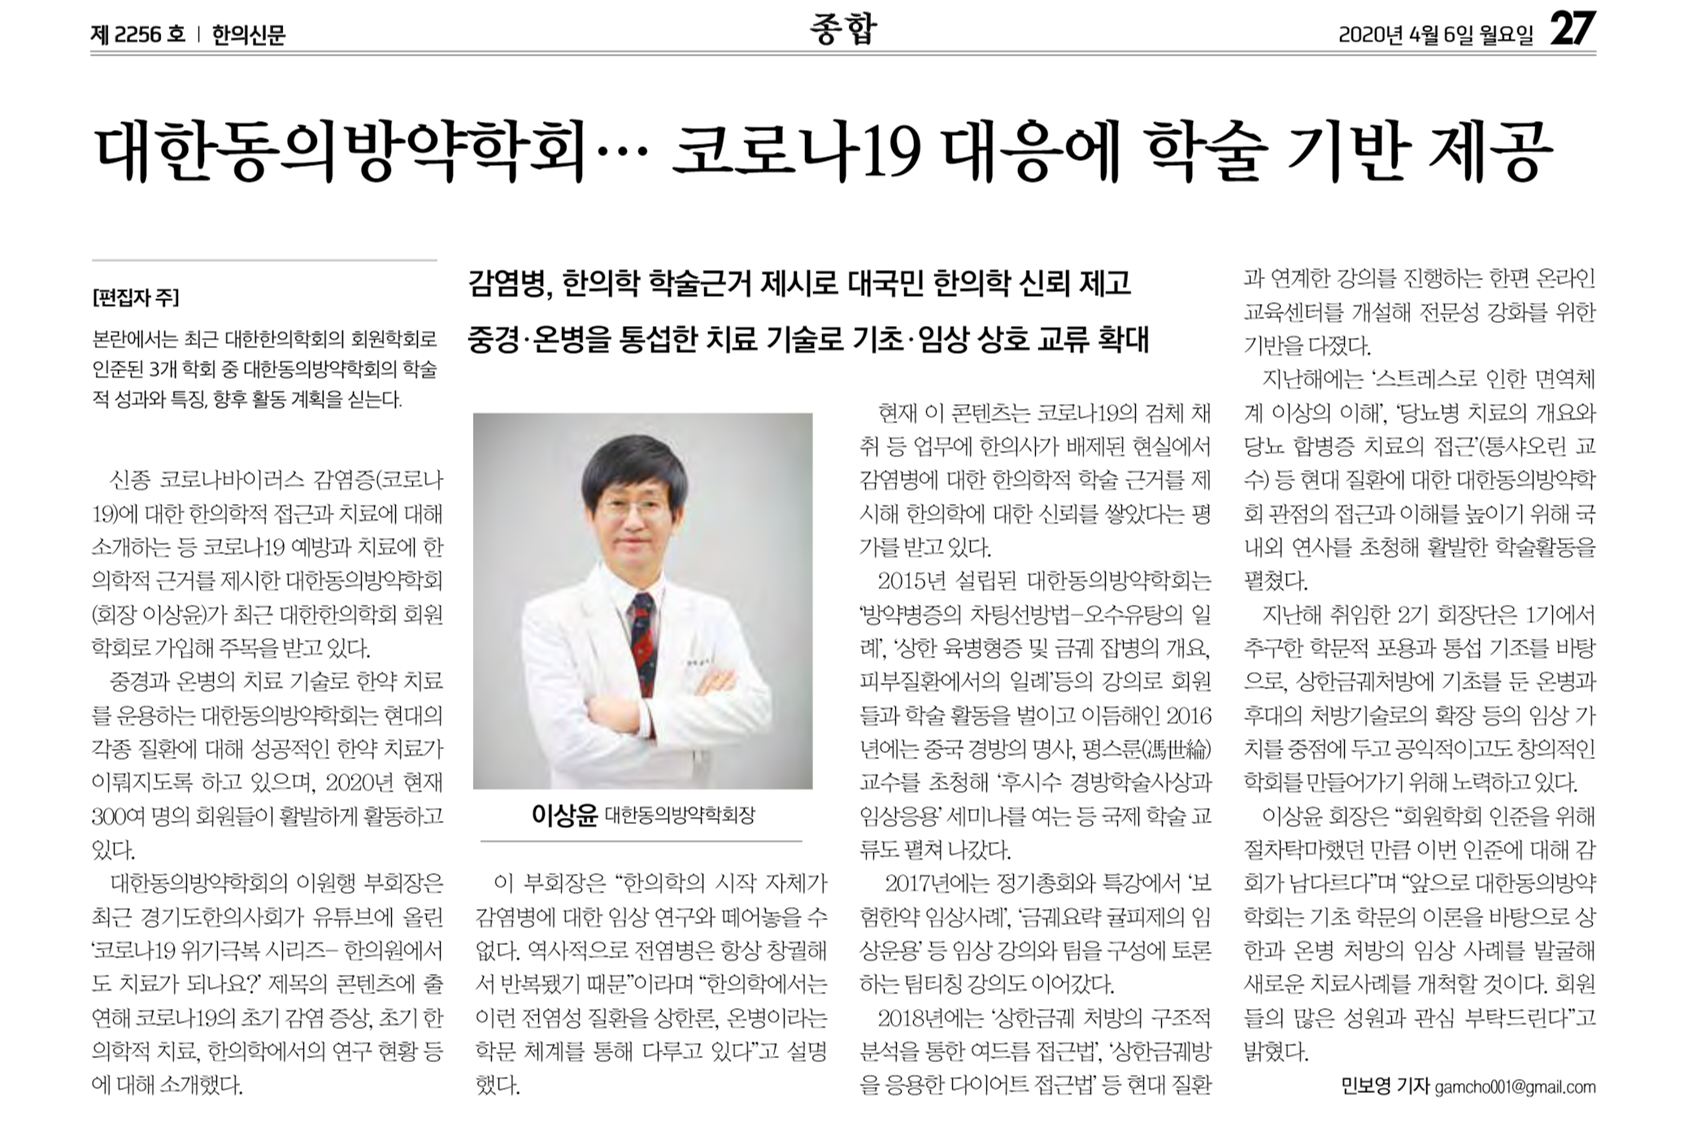 제 2256 호 | 한의신문
종합
2020년 4월 6일 월요일 27
대한동의방약학회… 코로나19 대응에 학술 기반 제공
[편집자 주]
본란에서는 최근 대한한의학회의 회원학회로
인준된 3개 학회 중 대한동의방약학회의 학술
적 성과와 특징, 향후 활동 계획을 싣는다.
감염병, 한의학 학술근거 제시로 대국민 한의학 신뢰 제고
중경·온병을 통섭한 치료 기술로 기초·임상 상호 교류 확대
신종 코로나바이러스 감염증(코로나
19)에 대한 한의학적 접근과 치료에 대해
소개하는 등 코로나19 예방과 치료에 한
의학적 근거를 제시한 대한동의방약학회
(회장 이상윤)가 최근 대한한의학회 회원
학회로 가입해 주목을 받고 있다.
중경과 온병의 치료 기술로 한약 치료
를 운용하는 대한동의방약학회는 현대의
각종 질환에 대해 성공적인 한약 치료가
이뤄지도록 하고 있으며, 2020년 현재
300여 명의 회원들이 활발하게 활동하고
있다.
대한동의방약학회의 이원행 부회장은
최근 경기도한의사회가 유튜브에 올린
‘코로나19 위기극복 시리즈- 한의원에서
도 치료가 되나요?’ 제목의 콘텐츠에 출
연해 코로나19의 초기 감염 증상, 초기 한
의학적 치료, 한의학에서의 연구 현황 등
에 대해 소개했다.
이상윤 대한동의방약학회장
이 부회장은 “한의학의 시작 자체가
감염병에 대한 임상 연구와 떼어놓을 수
없다. 역사적으로 전염병은 항상 창궐해
서 반복됐기 때문”이라며 “한의학에서는
이런 전염성 질환을 상한론, 온병이라는
학문 체계를 통해 다루고 있다”고 설명
했다.
현재 이 콘텐츠는 코로나19의 검체 채
취 등 업무에 한의사가 배제된 현실에서
감염병에 대한 한의학적 학술 근거를 제
시해 한의학에 대한 신뢰를 쌓았다는 평
가를 받고 있다.
2015년 설립된 대한동의방약학회는
‘방약병증의 차팅선방법-오수유탕의 일
례’, ‘상한 육병형증 및 금궤 잡병의 개요,
피부질환에서의 일례’등의 강의로 회원
들과 학술 활동을 벌이고 이듬해인 2016
년에는 중국 경방의 명사, 펑스룬(馮世綸)
교수를 초청해 ‘후시수 경방학술사상과
임상응용’ 세미나를 여는 등 국제 학술 교
류도 펼쳐 나갔다.
2017년에는 정기총회와 특강에서 ‘보
험한약 임상사례’, ‘금궤요략 귤피제의 임
상운용’ 등 임상 강의와 팀을 구성에 토론
하는 팀티칭 강의도 이어갔다.
2018년에는 ‘상한금궤 처방의 구조적
분석을 통한 여드름 접근법’, ‘상한금궤방
을 응용한 다이어트 접근법’ 등 현대 질환
과 연계한 강의를 진행하는 한편 온라인
교육센터를 개설해 전문성 강화를 위한
기반을 다졌다.
지난해에는 ‘스트레스로 인한 면역체
계 이상의 이해’, ‘당뇨병 치료의 개요와
당뇨 합병증 치료의 접근’(통샤오린 교
수) 등 현대 질환에 대한 대한동의방약학
회 관점의 접근과 이해를 높이기 위해 국
내외 연사를 초청해 활발한 학술활동을
펼쳤다.
지난해 취임한 2기 회장단은 1기에서
추구한 학문적 포용과 통섭 기조를 바탕
으로, 상한금궤처방에 기초를 둔 온병과
후대의 처방기술로의 확장 등의 임상 가
치를 중점에 두고 공익적이고도 창의적인
학회를 만들어가기 위해 노력하고 있다.
이상윤 회장은 “회원학회 인준을 위해
절차탁마했던 만큼 이번 인준에 대해 감
회가 남다르다”며 “앞으로 대한동의방약
학회는 기초 학문의 이론을 바탕으로 상
한과 온병 처방의 임상 사례를 발굴해
새로운 치료사례를 개척할 것이다. 회원
들의 많은 성원과 관심 부탁드린다”고
밝혔다.
민보영 기자 gamcho001@gmail.com